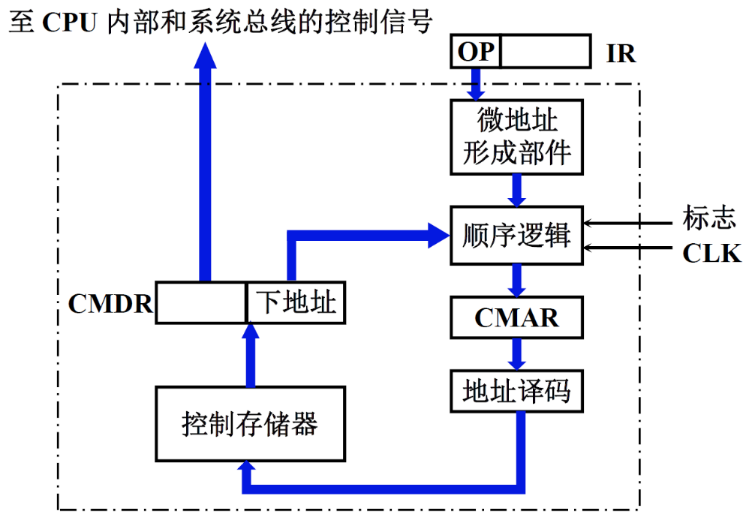 至 CPU 内部和系统总线的控制信号
OP
IR
微地址
形成部件
顺序逻辑
标志
CLK
CMDR
下地址
CMAR
地址译码
控制存储器